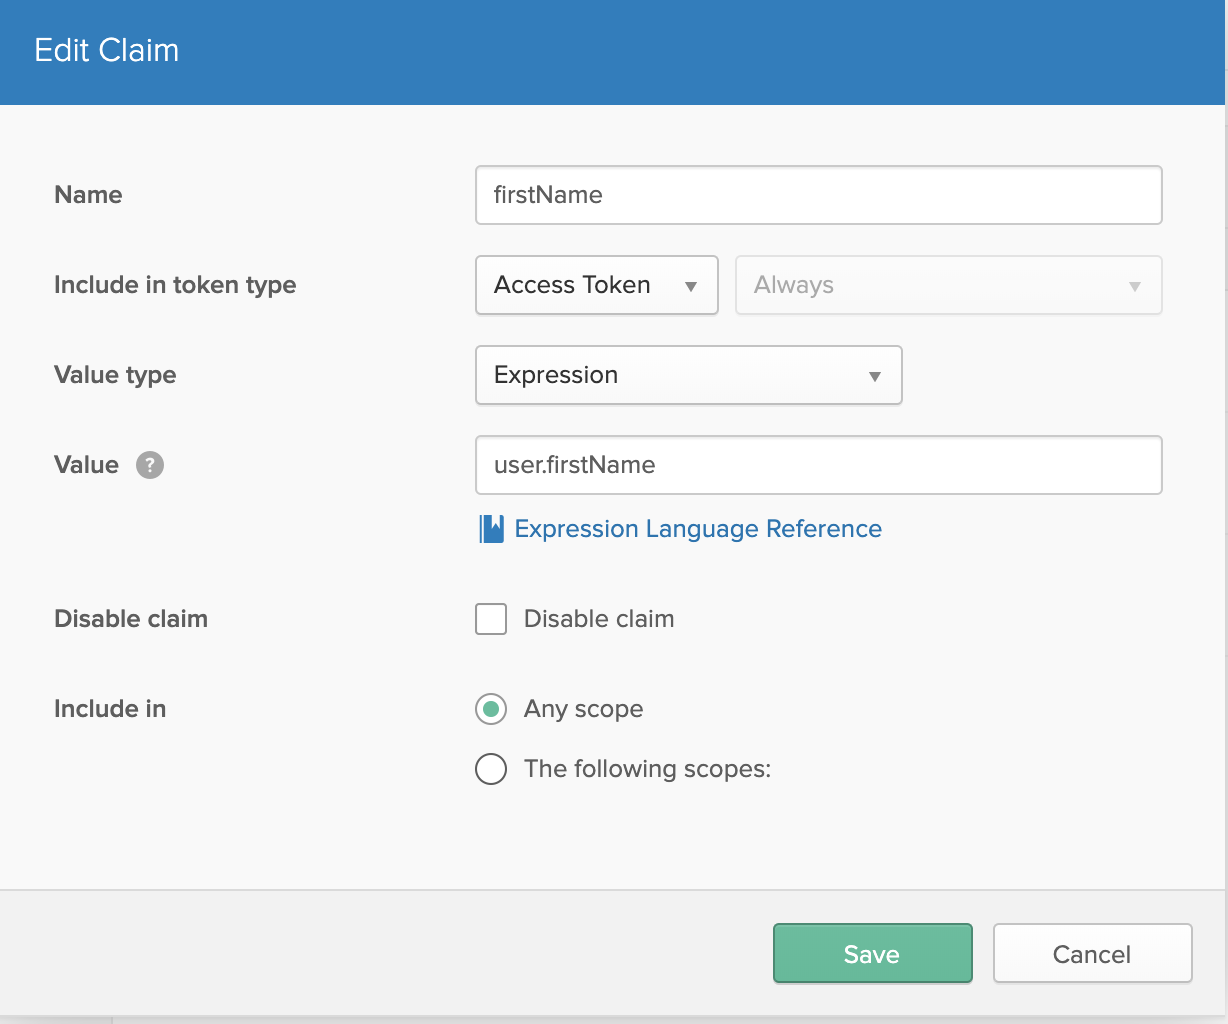 Edit Claim
Name
firstName
Include in token type
Access Token
Always
Value type
Expression
Value ?
user.firstName
Expression Language Reference
Disable claim
Disable claim
Include in
Any scope
The following scopes:
Save
Cancel